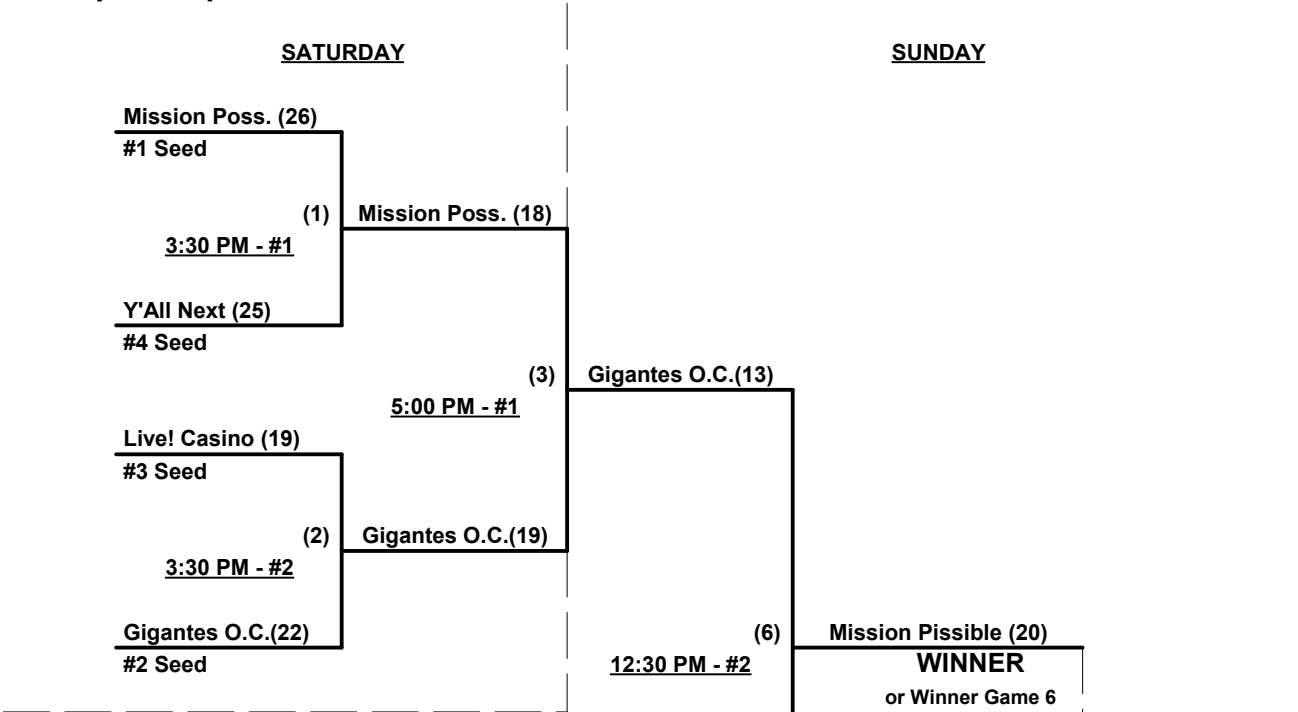 SATURDAY
SUNDAY
Mission Poss. (26)
#1 Seed
(1)
Mission Poss. (18)
3:30 PM - #1
Y'All Next (25)
#4 Seed
(3)
Gigantes O.C.(13)
5:00 PM - #1
Live! Casino (19)
#3 Seed
(2)
Gigantes O.C.(19)
3:30 PM - #2
Gigantes O.C.(22)
(6)
Mission Pissible (20)
#2 Seed
12:30 PM - #2
WINNER
or Winner Game 6